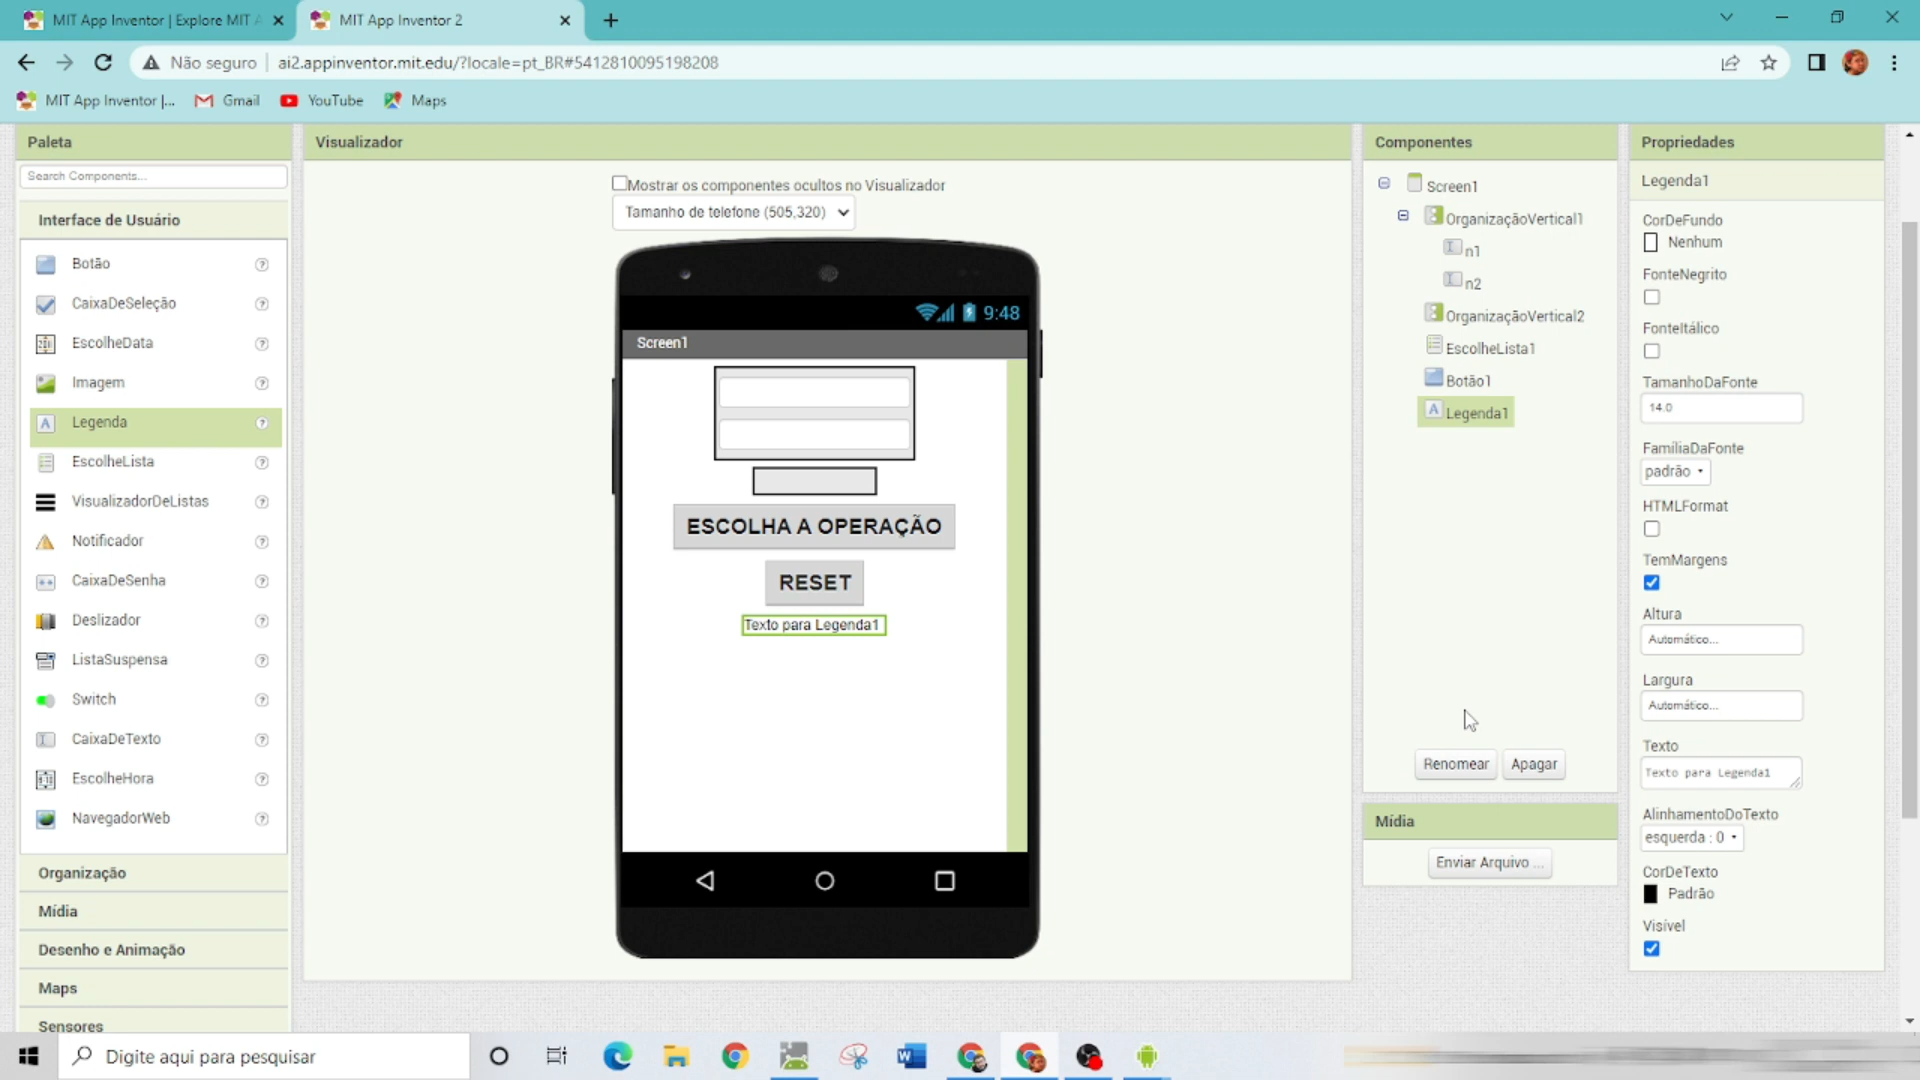 MIT App Inventor | Explore MIT A
MIT App Inventor 2
Não seguro
ai2.appinventor.mit.edu/?locale=pt_BR#5412810095198208
MIT App Inventor |...
Gmail
YouTube
Maps
Paleta
Search Components...
Interface de Usuário
Botão
CaixaDeSeleção
EscolheData
Imagem
Legenda
EscolheLista
VisualizadorDeListas
Notificador
CaixaDeSenha
Deslizador
ListaSuspensa
Switch
CaixaDeTexto
EscolheHora
NavegadorWeb
Organização
Mídia
Desenho e Animação
Maps
Sensores
Visualizador
Mostrar os componentes ocultos no Visualizador
Tamanho de telefone (505,320)
9:48
Screen1
ESCOLHA A OPERAÇÃO
RESET
Texto para Legenda1
Componentes
Screen1
OrganizaçãoVertical1
n1
n2
OrganizaçãoVertical2
EscolheLista1
Botão1
Legenda1
Renomear
Apagar
Mídia
Enviar Arquivo ...
Propriedades
Legenda1
CorDeFundo
Nenhum
FonteNegrito
FonteItálico
TamanhoDaFonte
14.0
FamíliaDaFonte
padrão
HTMLFormat
TemMargens
Altura
Automático...
Largura
Automático...
Texto
Texto para Legenda1
AlinhamentoDoTexto
esquerda : 0
CorDeTexto
Padrão
Visível
Digite aqui para pesquisar